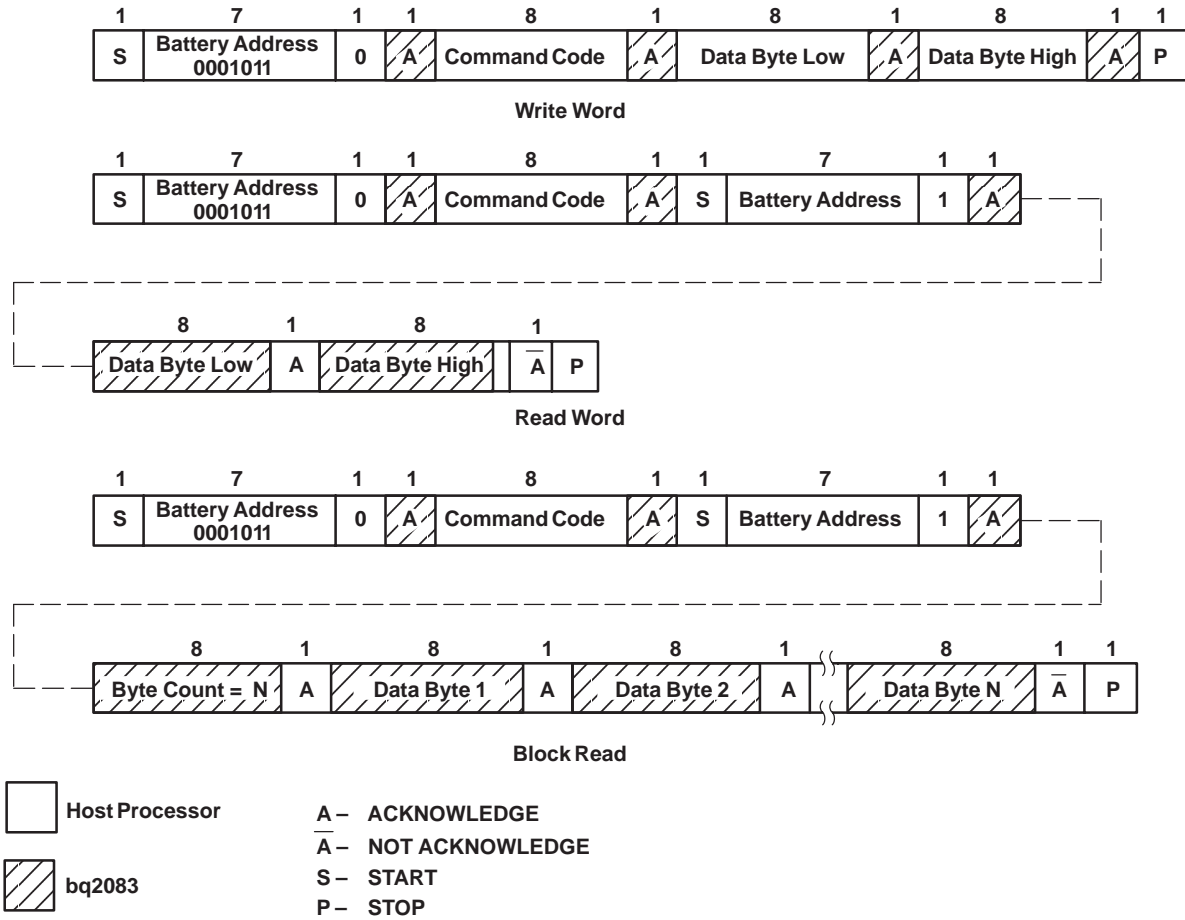 1 7 1 1 8 1 8 1 8 1 1
S Battery Address 0 A Command Code A Data Byte Low A Data Byte High A P
0001011
Write Word
1 7 1 1 8 1 1 7 1 1
S Battery Address 0 A Command Code A S Battery Address 1 A
0001011
8 1 8 1
Data Byte Low A Data Byte High A̅ P
Read Word
1 7 1 1 8 1 1 7 1 1
S Battery Address 0 A Command Code A S Battery Address 1 A
0001011
8 1 8 1 8 1 8 1 1
Byte Count = N A Data Byte 1 A Data Byte 2 A Data Byte N A̅ P
Block Read
Host Processor
bq2083
A – ACKNOWLEDGE
A̅ – NOT ACKNOWLEDGE
S – START
P – STOP